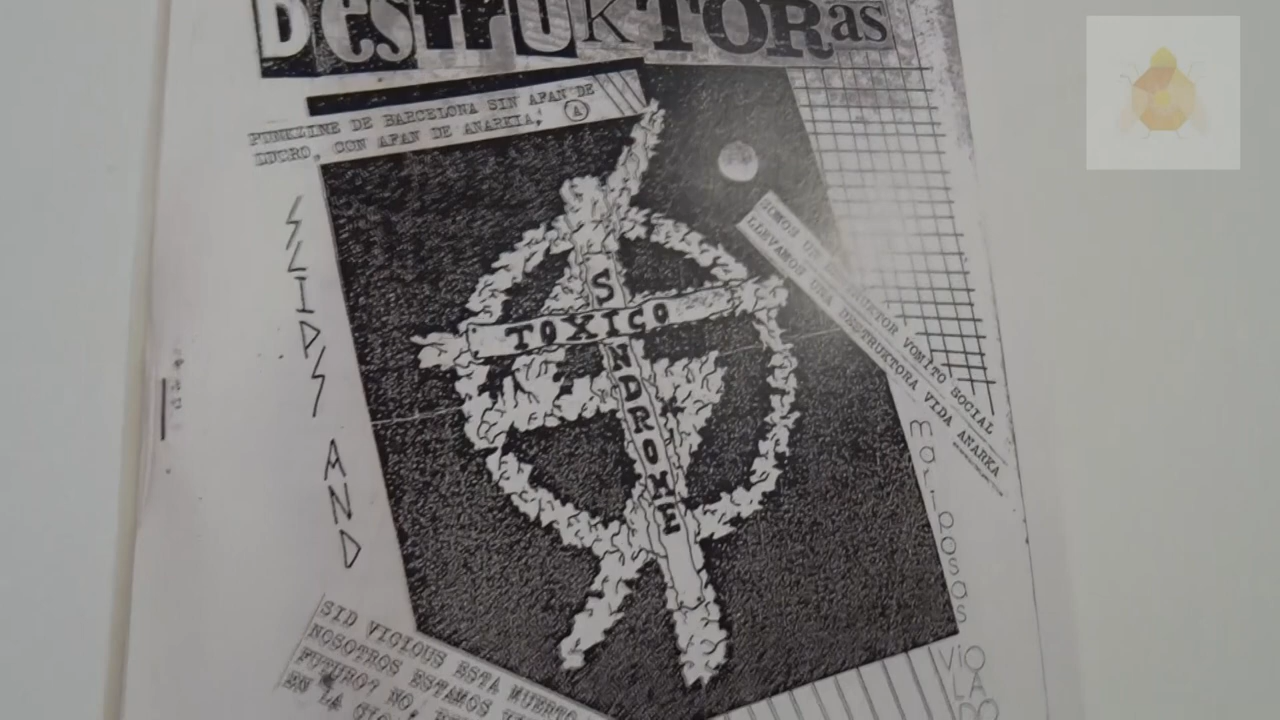 DestruKTORas
PUNKZINE DE BARCELONA SIN AFAN DE
LUCRO, CON AFAN DE ANARKIA, A
SLIPS AND
TOXICO
SINDROME
SOMOS UN DESTRUKTOR VOMITO SOCIAL
LLEVAMOS UNA DESTRUKTORA VIDA ANARKA
mariposas
VIOLADO
SID VICIOUS ESTA MUERTO
NOSOTROS ESTAMOS
FUTURO? NO,
EN LA